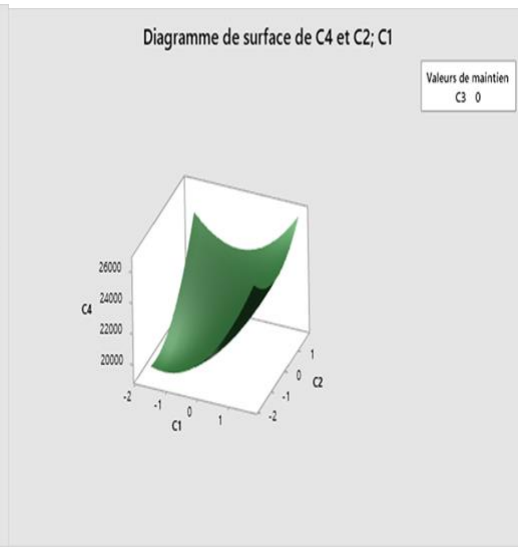 Diagramme de surface de C4 et C2; C1
Valeurs de maintien
C3 0
26000
24000
C4
22000
20000
-2
-1
0
1
C1
-2
-1
0
1
C2